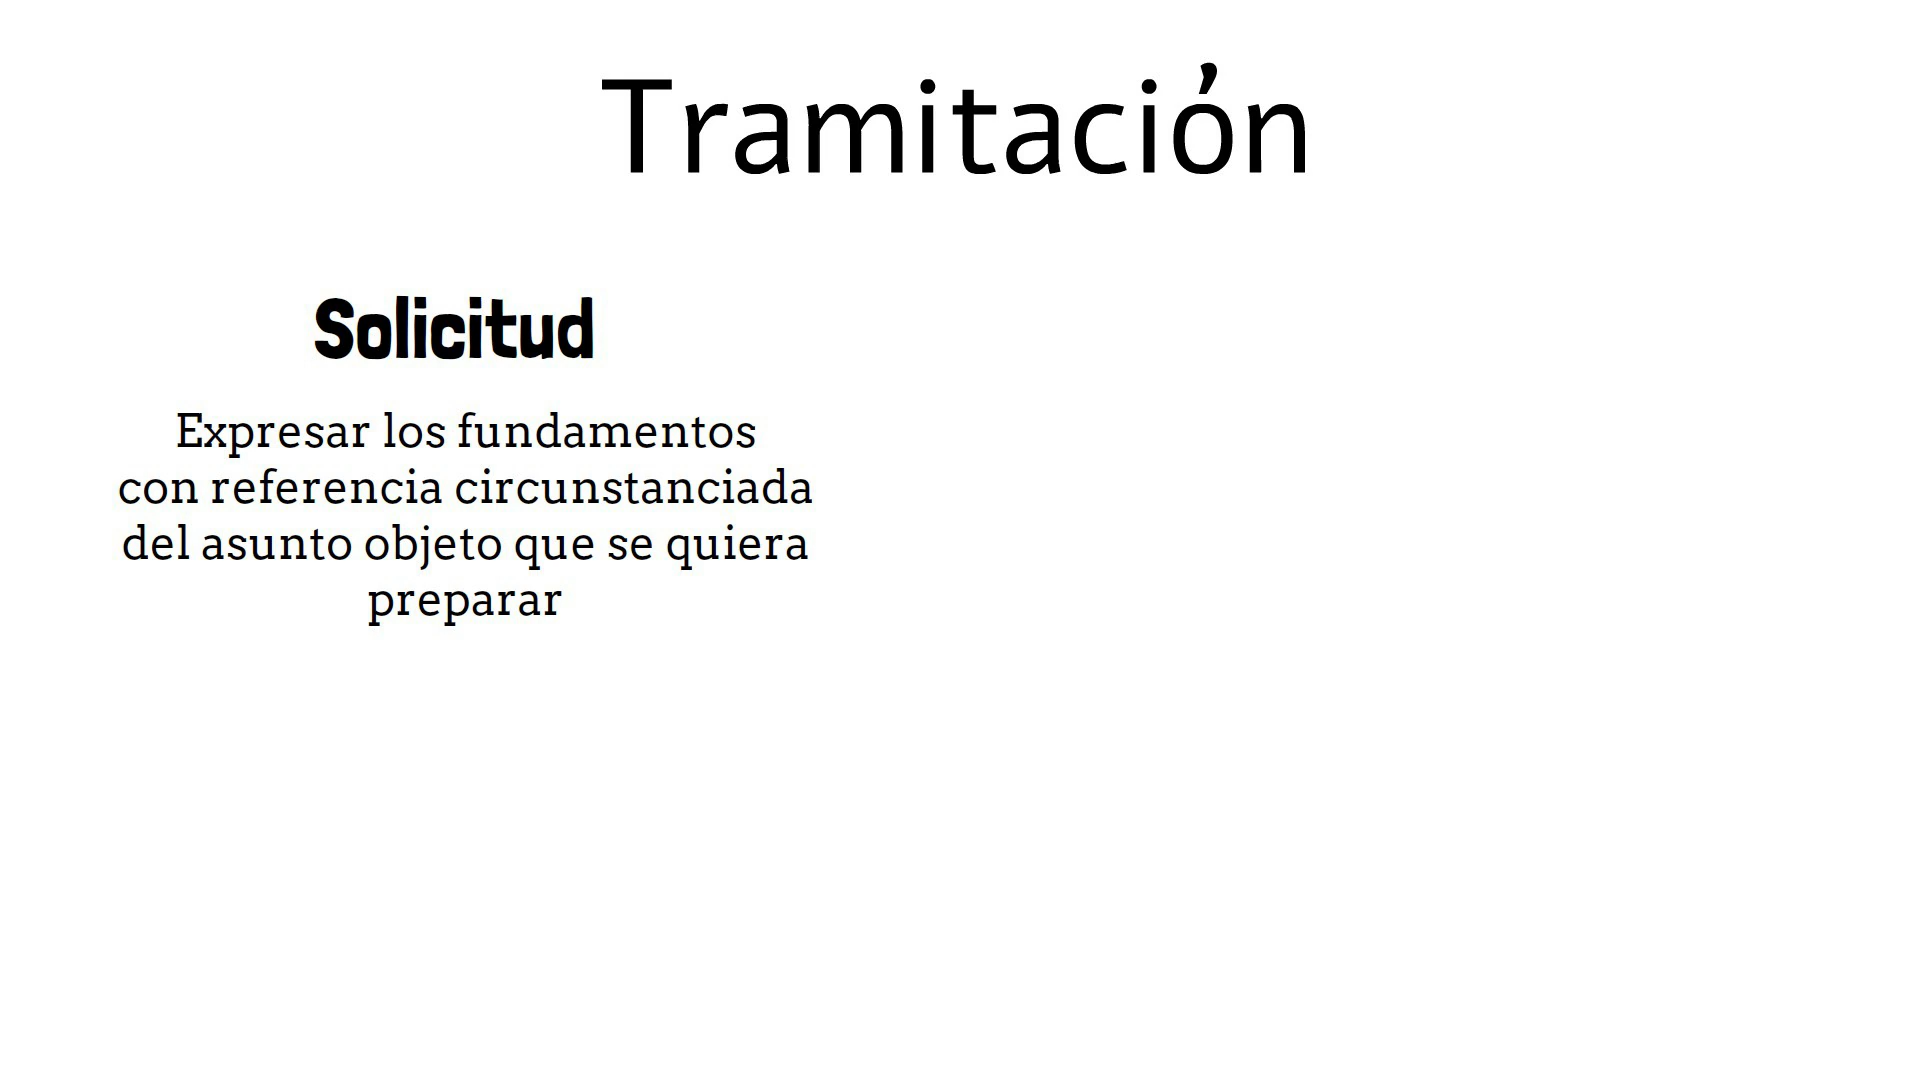 Tramitación
Solicitud
Expresar los fundamentos
con referencia circunstanciada
del asunto objeto que se quiera
preparar